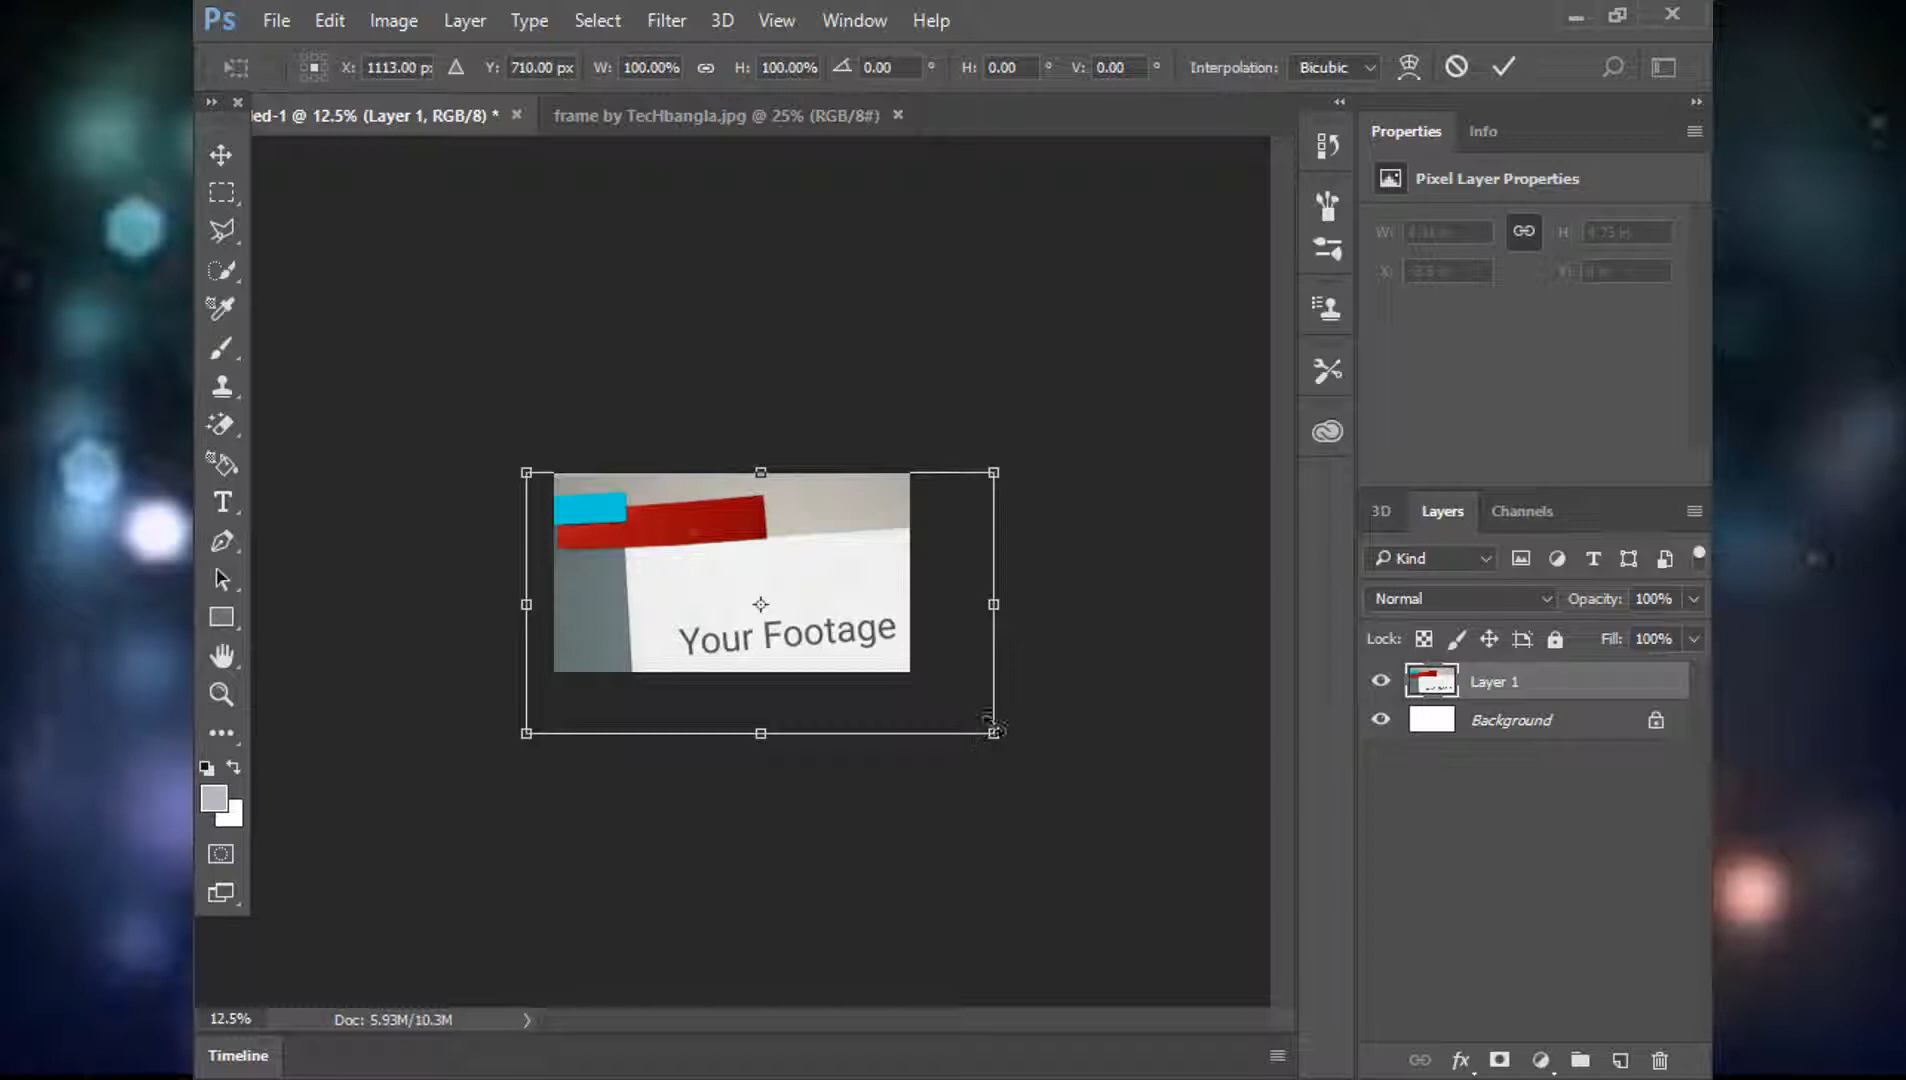 Ps File Edit Image Layer Type Select Filter 3D View Window Help
X: 1113.00 p: Y: 710.00 px W: 100.00% H: 100.00% 0.00 ° H: 0.00 ° V: 0.00 ° Interpolation: Bicubic
led-1 @ 12.5% (Layer 1, RGB/8) * × frame by TecHbangla.jpg @ 25% (RGB/8#) ×
Properties Info
Pixel Layer Properties
W: H:
X: Y:
Your Footage
3D Layers Channels
Kind
Normal Opacity: 100%
Lock: Fill: 100%
Layer 1
Background
12.5% Doc: 5.93M/10.3M
Timeline
fx